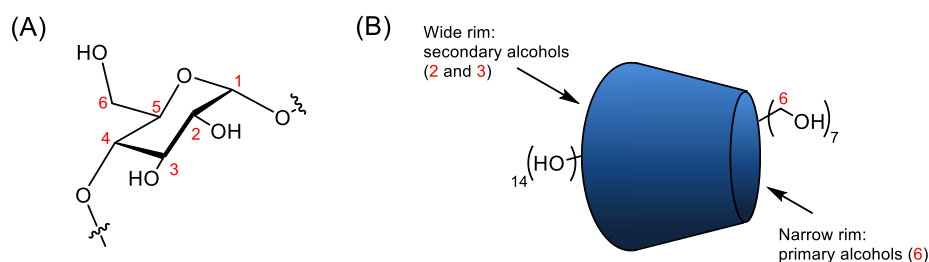 (A)
HO
6
5
O
1
4
2
OH
O
HO
3
O
(B)
Wide rim:
secondary alcohols
(2 and 3)
6
( OH)7
14(HO )
Narrow rim:
primary alcohols (6)